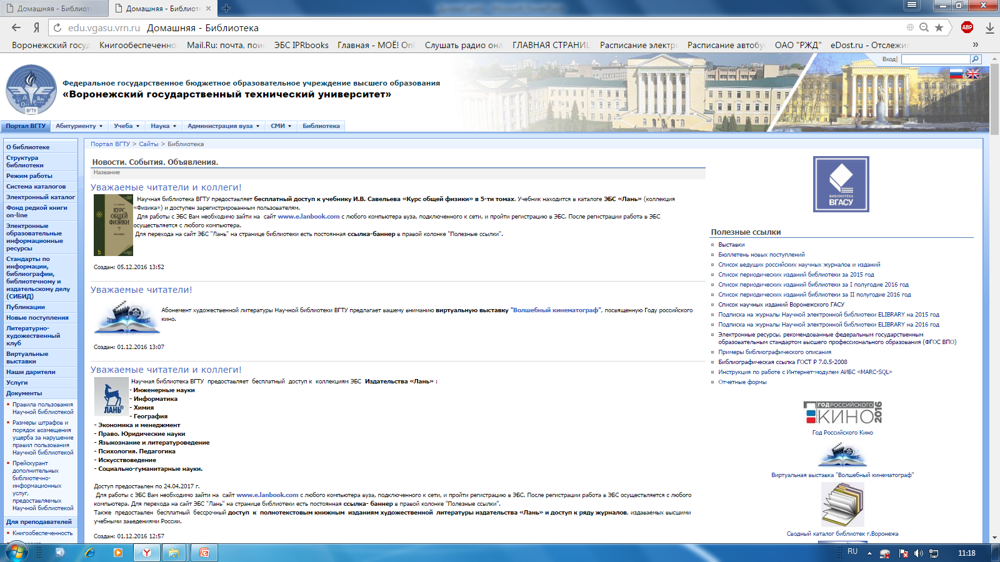 Домашняя - Библиот
Домашняя - Библиот
edu.vgasu.vrn.ru Домашняя - Библиотека
ABP
Воронежский госуд
Книгообеспеченно
Mail.Ru: почта, пои
ЭБС IPRbooks
Главная - МОЁ! Onl
Слушать радио онл
ГЛАВНАЯ СТРАНИЦ
Расписание электр
Расписание автобу
ОАО "РЖД"
eDost.ru - Отслежи
»
Вход|
Федеральное государственное бюджетное образовательное учреждение высшего образования
«Воронежский государственный технический университет»
ВГТУ
Портал ВГТУ
Абитуриенту
Учеба
Наука
Администрация вуза
СМИ
Библиотека
О библиотеке
Структура
библиотеки
Режим работы
Система каталогов
Электронный каталог
Фонд редкой книги
on-line
Электронные
образовательные
информационные
ресурсы
Стандарты по
информации,
библиографии,
библиотечному и
издательскому делу
(СИБИД)
Публикации
Новые поступления
Литературно-
художественный
клуб
Виртуальные
выставки
Наши дарители
Услуги
Документы
Правила пользования
Научной библиотекой
Размеры штрафов и
порядок возмещения
ущерба за нарушение
правил пользования
Научной библиотекой
Прейскурант
дополнительных
библиотечно-
информационных
услуг,
предоставляемых
Научной библиотекой
Для преподавателей
Книгообеспеченность
Портал ВГТУ > Сайты > Библиотека
Новости. События. Объявления.
Название
Уважаемые читатели и коллеги!
КУРС
ОБЩЕЙ
ФИЗИКИ
Научная библиотека ВГТУ предоставляет бесплатный доступ к учебнику И.В. Савельева «Курс общей физики» в 5-ти томах. Учебник находится в каталоге ЭБС «Лань» (коллекция
«Физика») и доступен зарегистрированным пользователям.
Для работы с ЭБС Вам необходимо зайти на сайт www.e.lanbook.com с любого компьютера вуза, подключенного к сети, и пройти регистрацию в ЭБС. После регистрации работа в ЭБС
осуществляется с любого компьютера.
Для перехода на сайт ЭБС "Лань" на странице библиотеки есть постоянная ссылка-баннер в правой колонке "Полезные ссылки".
Создан: 05.12.2016 13:52
Уважаемые читатели!
Абонемент художественной литературы Научной библиотеки ВГТУ предлагает вашему вниманию виртуальную выставку "Волшебный кинематограф", посвященную Году российского
кино.
Создан: 01.12.2016 13:07
Уважаемые читатели и коллеги!
ЛАНЬ®
Научная библиотека ВГТУ предоставляет бесплатный доступ к коллекциям ЭБС Издательства «Лань» :
- Инженерные науки
- Информатика
- Химия
- География
- Экономика и менеджмент
- Право. Юридические науки
- Языкознание и литературоведение
- Психология. Педагогика
- Искусствоведение
- Социально-гуманитарные науки.
Доступ предоставлен по 24.04.2017 г.
Для работы с ЭБС Вам необходимо зайти на сайт www.e.lanbook.com с любого компьютера вуза, подключенного к сети, и пройти регистрацию в ЭБС. После регистрации работа в ЭБС осуществляется с любого
компьютера. Для перехода на сайт ЭБС "Лань" на странице библиотеки есть постоянная ссылка- баннер в правой колонке "Полезные ссылки".
Также предоставлен бесплатный бессрочный доступ к полнотекстовым книжным изданиям художественной литературы издательства «Лань» и доступ к ряду журналов, издаваемых высшими
учебными заведениями России.
Создан: 01.12.2016 12:57
БИБЛИОТЕКА
ВГАСУ
Полезные ссылки
Выставки
Бюллетень новых поступлений
Список ведущих российских научных журналов и изданий
Список периодических изданий библиотеки за 2015 год
Список периодических изданий библиотеки за I полугодие 2016 год
Список периодических изданий библиотеки за II полугодие 2016 год
Список научных изданий Воронежского ГАСУ
Подписка на журналы Научной электронной библиотеки ELIBRARY на 2015 год
Подписка на журналы Научной электронной библиотеки ELIBRARY на 2016 год
Электронные ресурсы, рекомендованные федеральным государственным
образовательным стандартом высшего профессионального образования (ФГОС ВПО)
Примеры библиографического описания
Библиографическая ссылка ГОСТ Р 7.0.5-2008
Инструкция по работе с Интернет-модулем АИБС «MARC-SQL»
Отчетные формы
ГОД РОССИЙСКОГО
КИНО 2016
Год Российского Кино
Виртуальная выставка "Волшебный кинематограф"
Сводный каталог библиотек г.Воронежа
RU
11:18